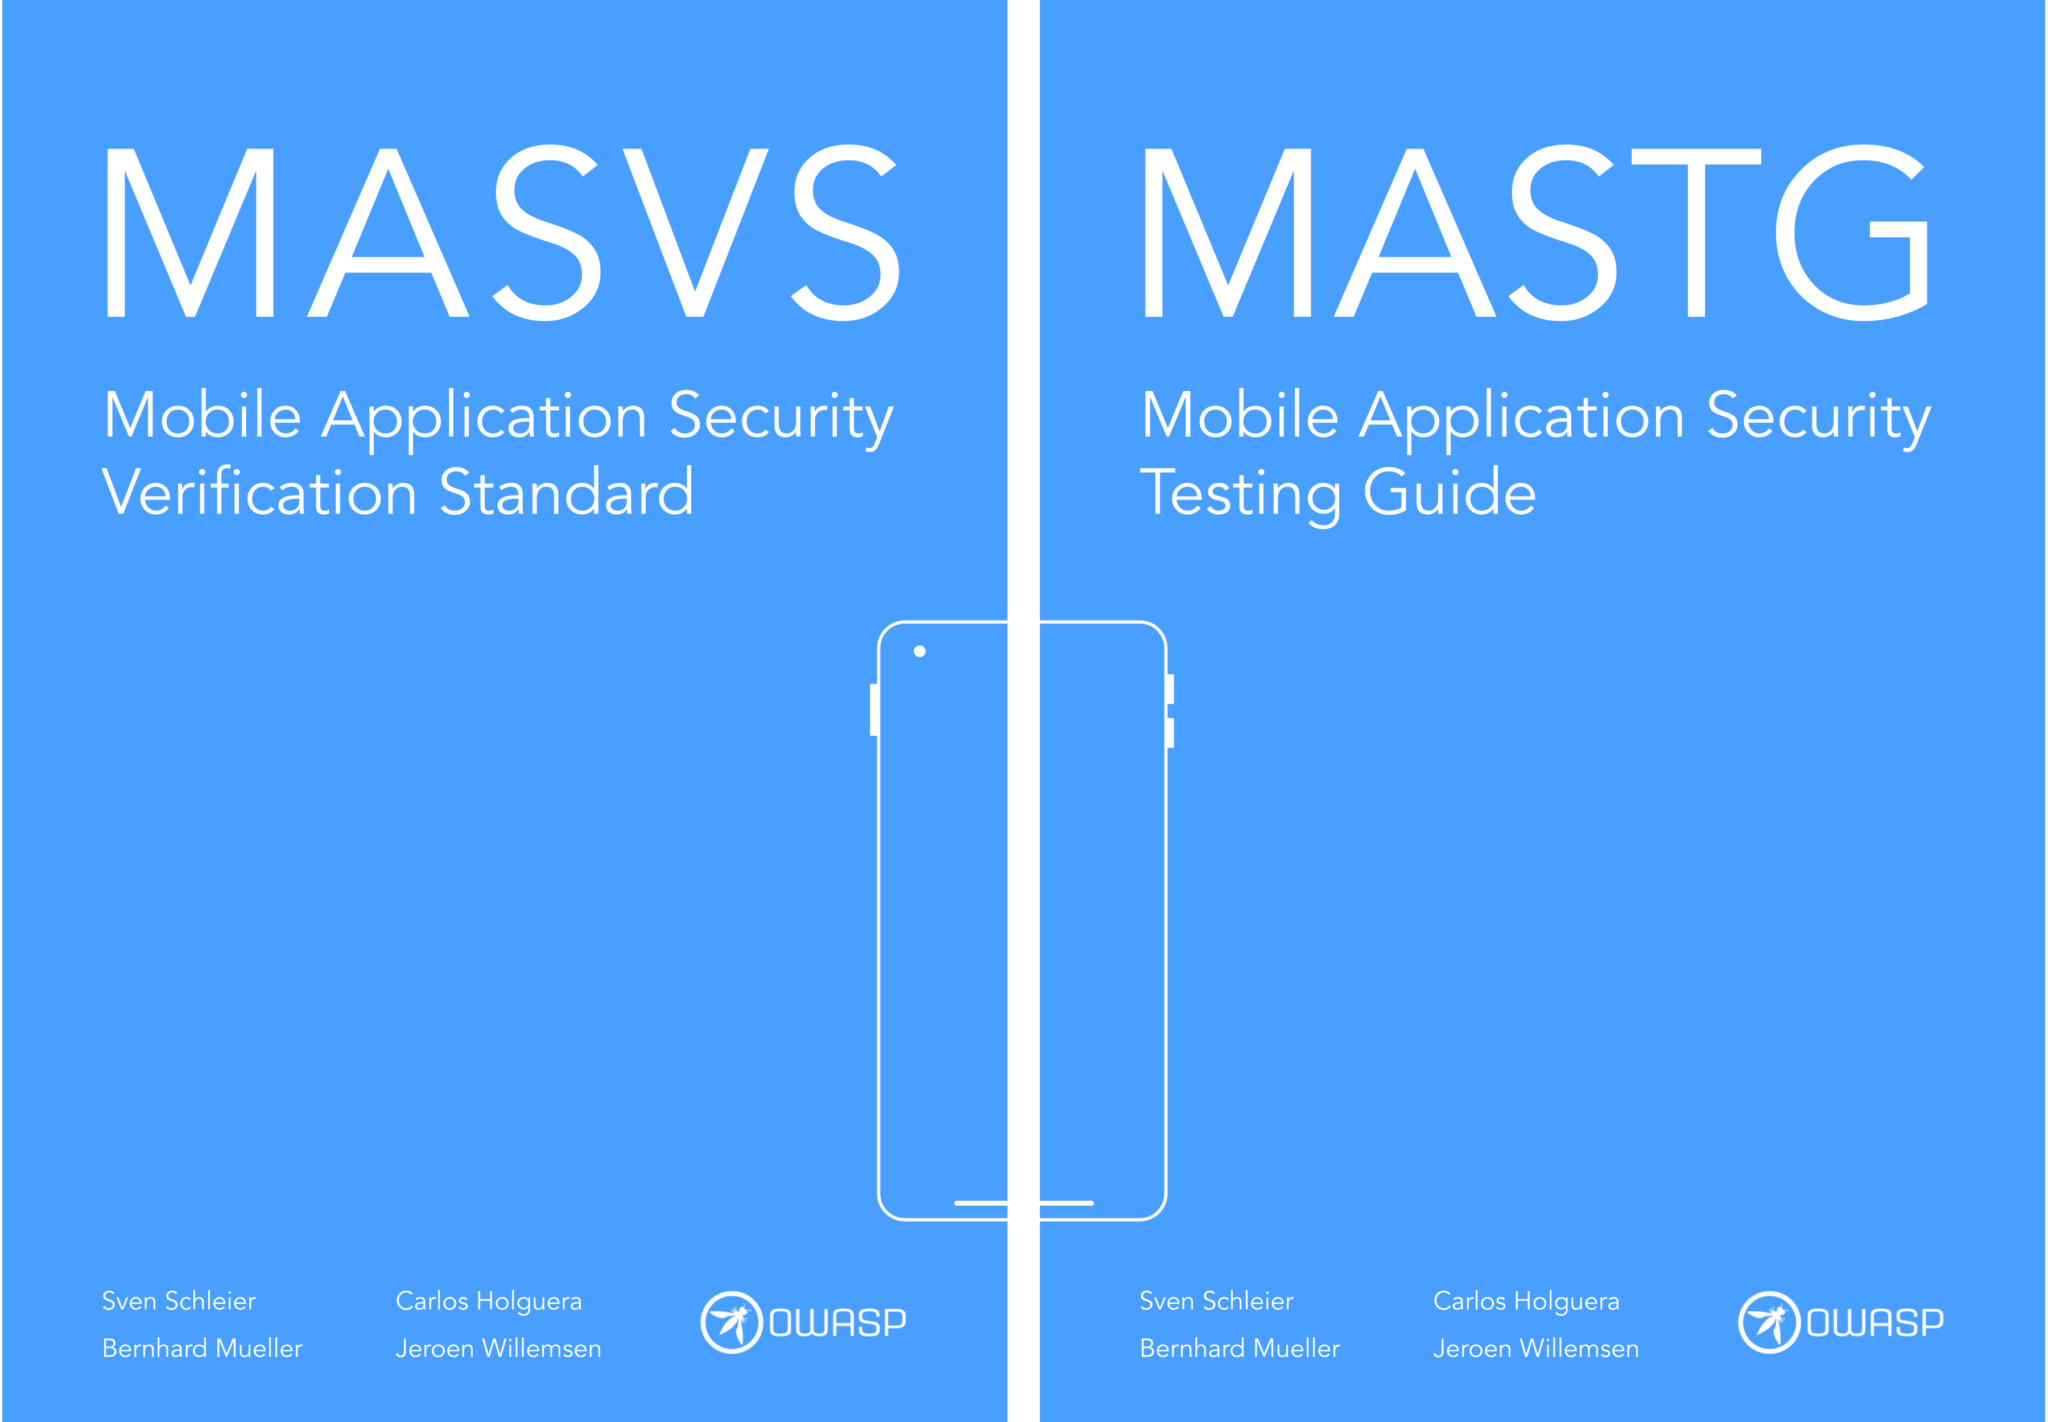 MASVS
Mobile Application Security
Verification Standard
Sven Schleier
Carlos Holguera
Bernhard Mueller
Jeroen Willemsen
OWASP
MASTG
Mobile Application Security
Testing Guide
Sven Schleier
Carlos Holguera
Bernhard Mueller
Jeroen Willemsen
OWASP